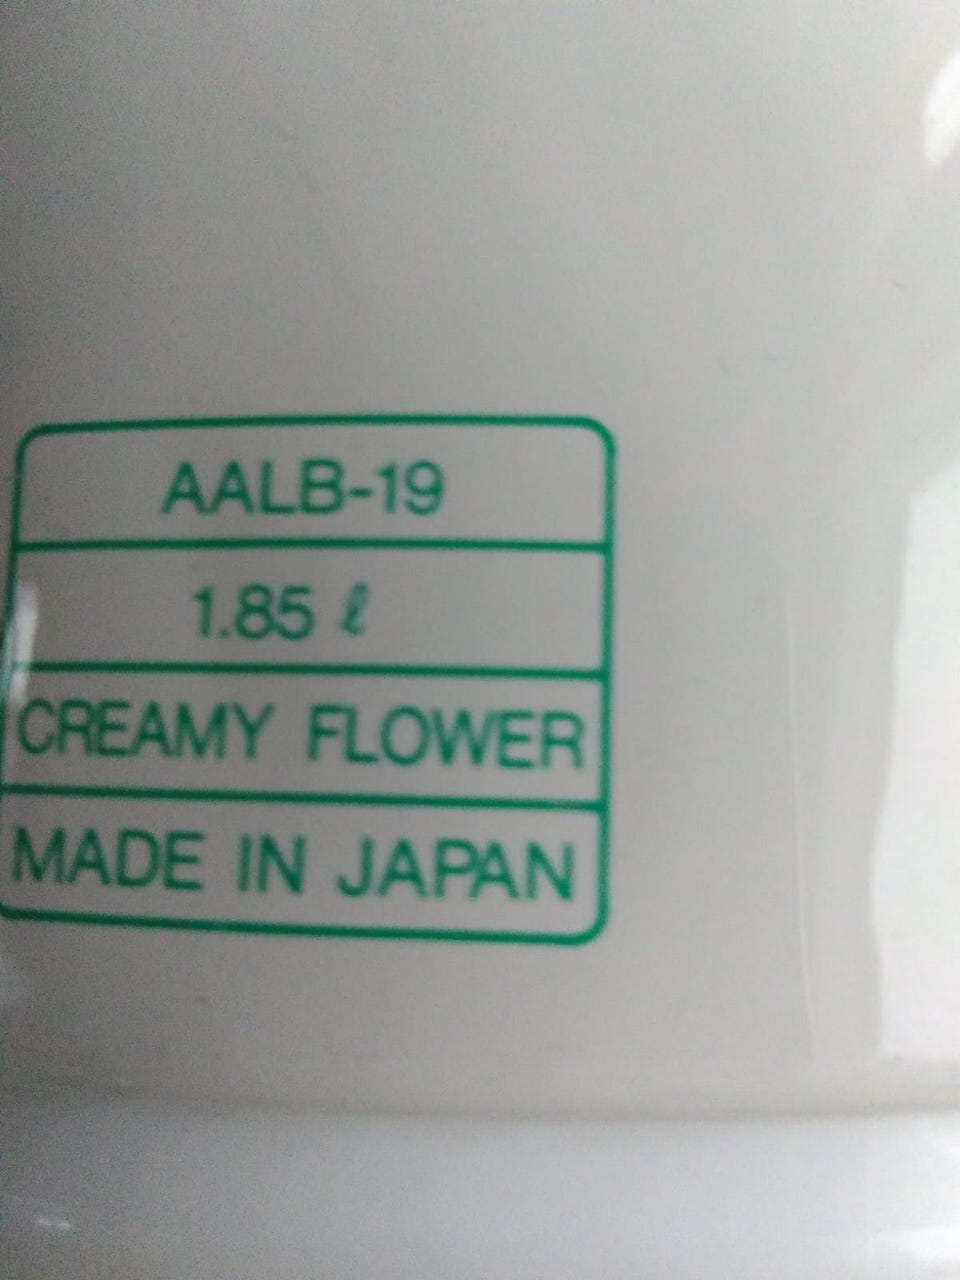 AALB-19
1.85 ℓ
CREAMY FLOWER
MADE IN JAPAN